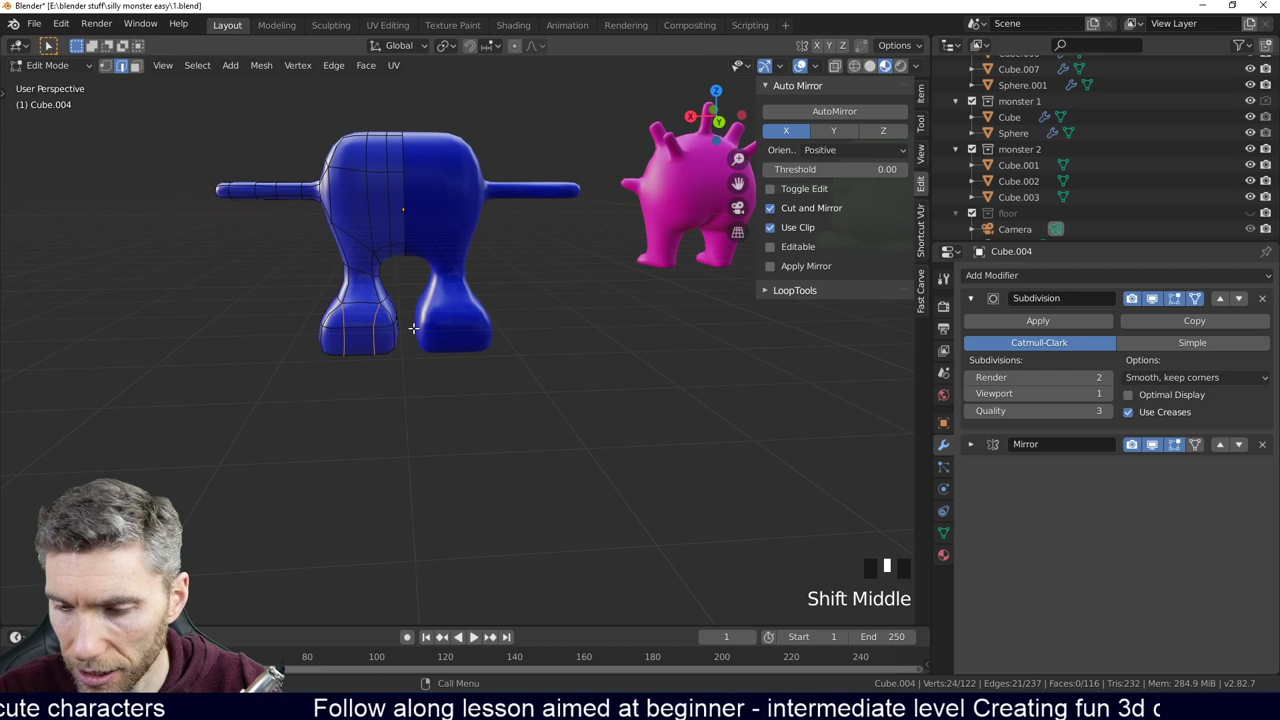 Blender* [E:\blender stuff\silly monster easy\1.blend]
File Edit Render Window Help Layout Modeling Sculpting UV Editing Texture Paint Shading Animation Rendering Compositing Scripting + Scene View Layer
Global X Y Z Options
Edit Mode View Select Add Mesh Vertex Edge Face UV
User Perspective
(1) Cube.004
Auto Mirror
AutoMirror
X Y Z
Orien.. Positive
Threshold 0.00
Toggle Edit
Cut and Mirror
Use Clip
Editable
Apply Mirror
LoopTools
Item
Tool
View
Edit
Shortcut VUr
Fast Carve
X
Y
Z
Cube.007
Sphere.001
monster 1
Cube
Sphere
monster 2
Cube.001
Cube.002
Cube.003
floor
Camera
Cube.004
Add Modifier
Subdivision
Apply Copy
Catmull-Clark Simple
Subdivisions: Options:
Render 2 Smooth, keep corners
Viewport 1 Optimal Display
Quality 3 Use Creases
Mirror
Shift Middle
1 Start 1 End 250
80 100 120 140 160 180 200 220 240
Call Menu
Cube.004 | Verts:24/122 | Edges:21/237 | Faces:0/116 | Tris:232 | Mem: 284.9 MiB | v2.82.7
cute characters Follow along lesson aimed at beginner - intermediate level Creating fun 3d c